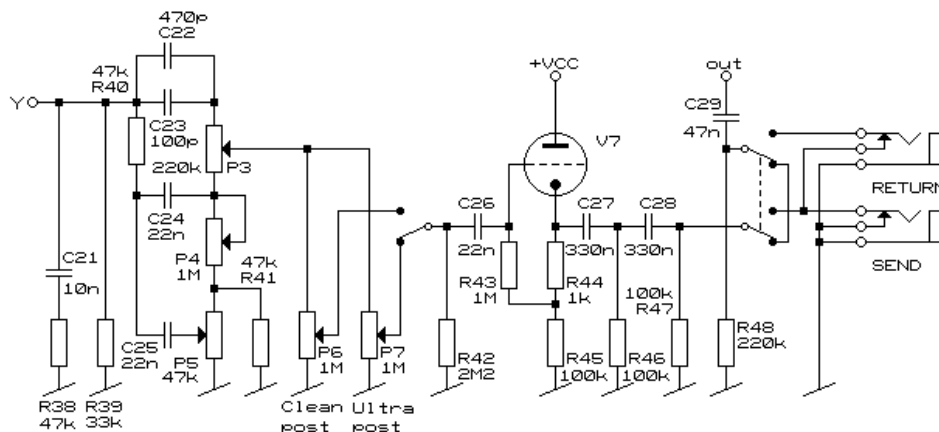 470p
C22
47k
R40
Y
C23
100p
220k
P3
C24
22n
P4
1M
47k
R41
C21
10n
C25
22n
P5
47k
R38
47k
R39
33k
P6
1M
Clean
post
P7
1M
Ultra
post
C26
22n
R42
2M2
+VCC
V7
R43
1M
C27
330n
R44
1k
C28
330n
R45
100k
R46
100k
100k
R47
out
C29
47n
R48
220k
RETURN
SEND